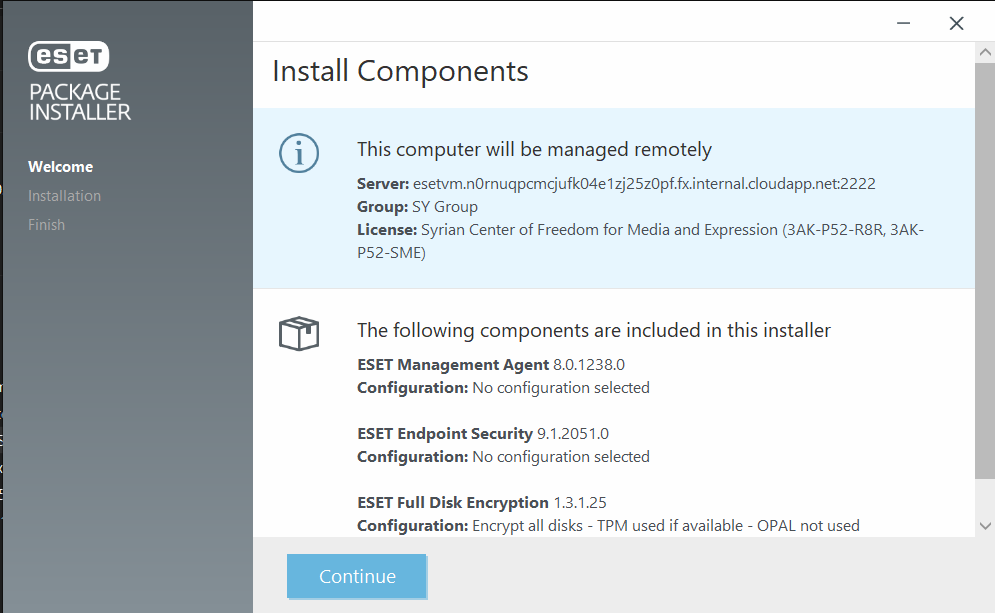 eset
PACKAGE
INSTALLER
Welcome
Installation
Finish
Install Components
This computer will be managed remotely
Server: esetvm.n0rnuqpcmcjufk04e1zj25z0pf.fx.internal.cloudapp.net:2222
Group: SY Group
License: Syrian Center of Freedom for Media and Expression (3AK-P52-R8R, 3AK-
P52-SME)
The following components are included in this installer
ESET Management Agent 8.0.1238.0
Configuration: No configuration selected
ESET Endpoint Security 9.1.2051.0
Configuration: No configuration selected
ESET Full Disk Encryption 1.3.1.25
Configuration: Encrypt all disks - TPM used if available - OPAL not used
Continue